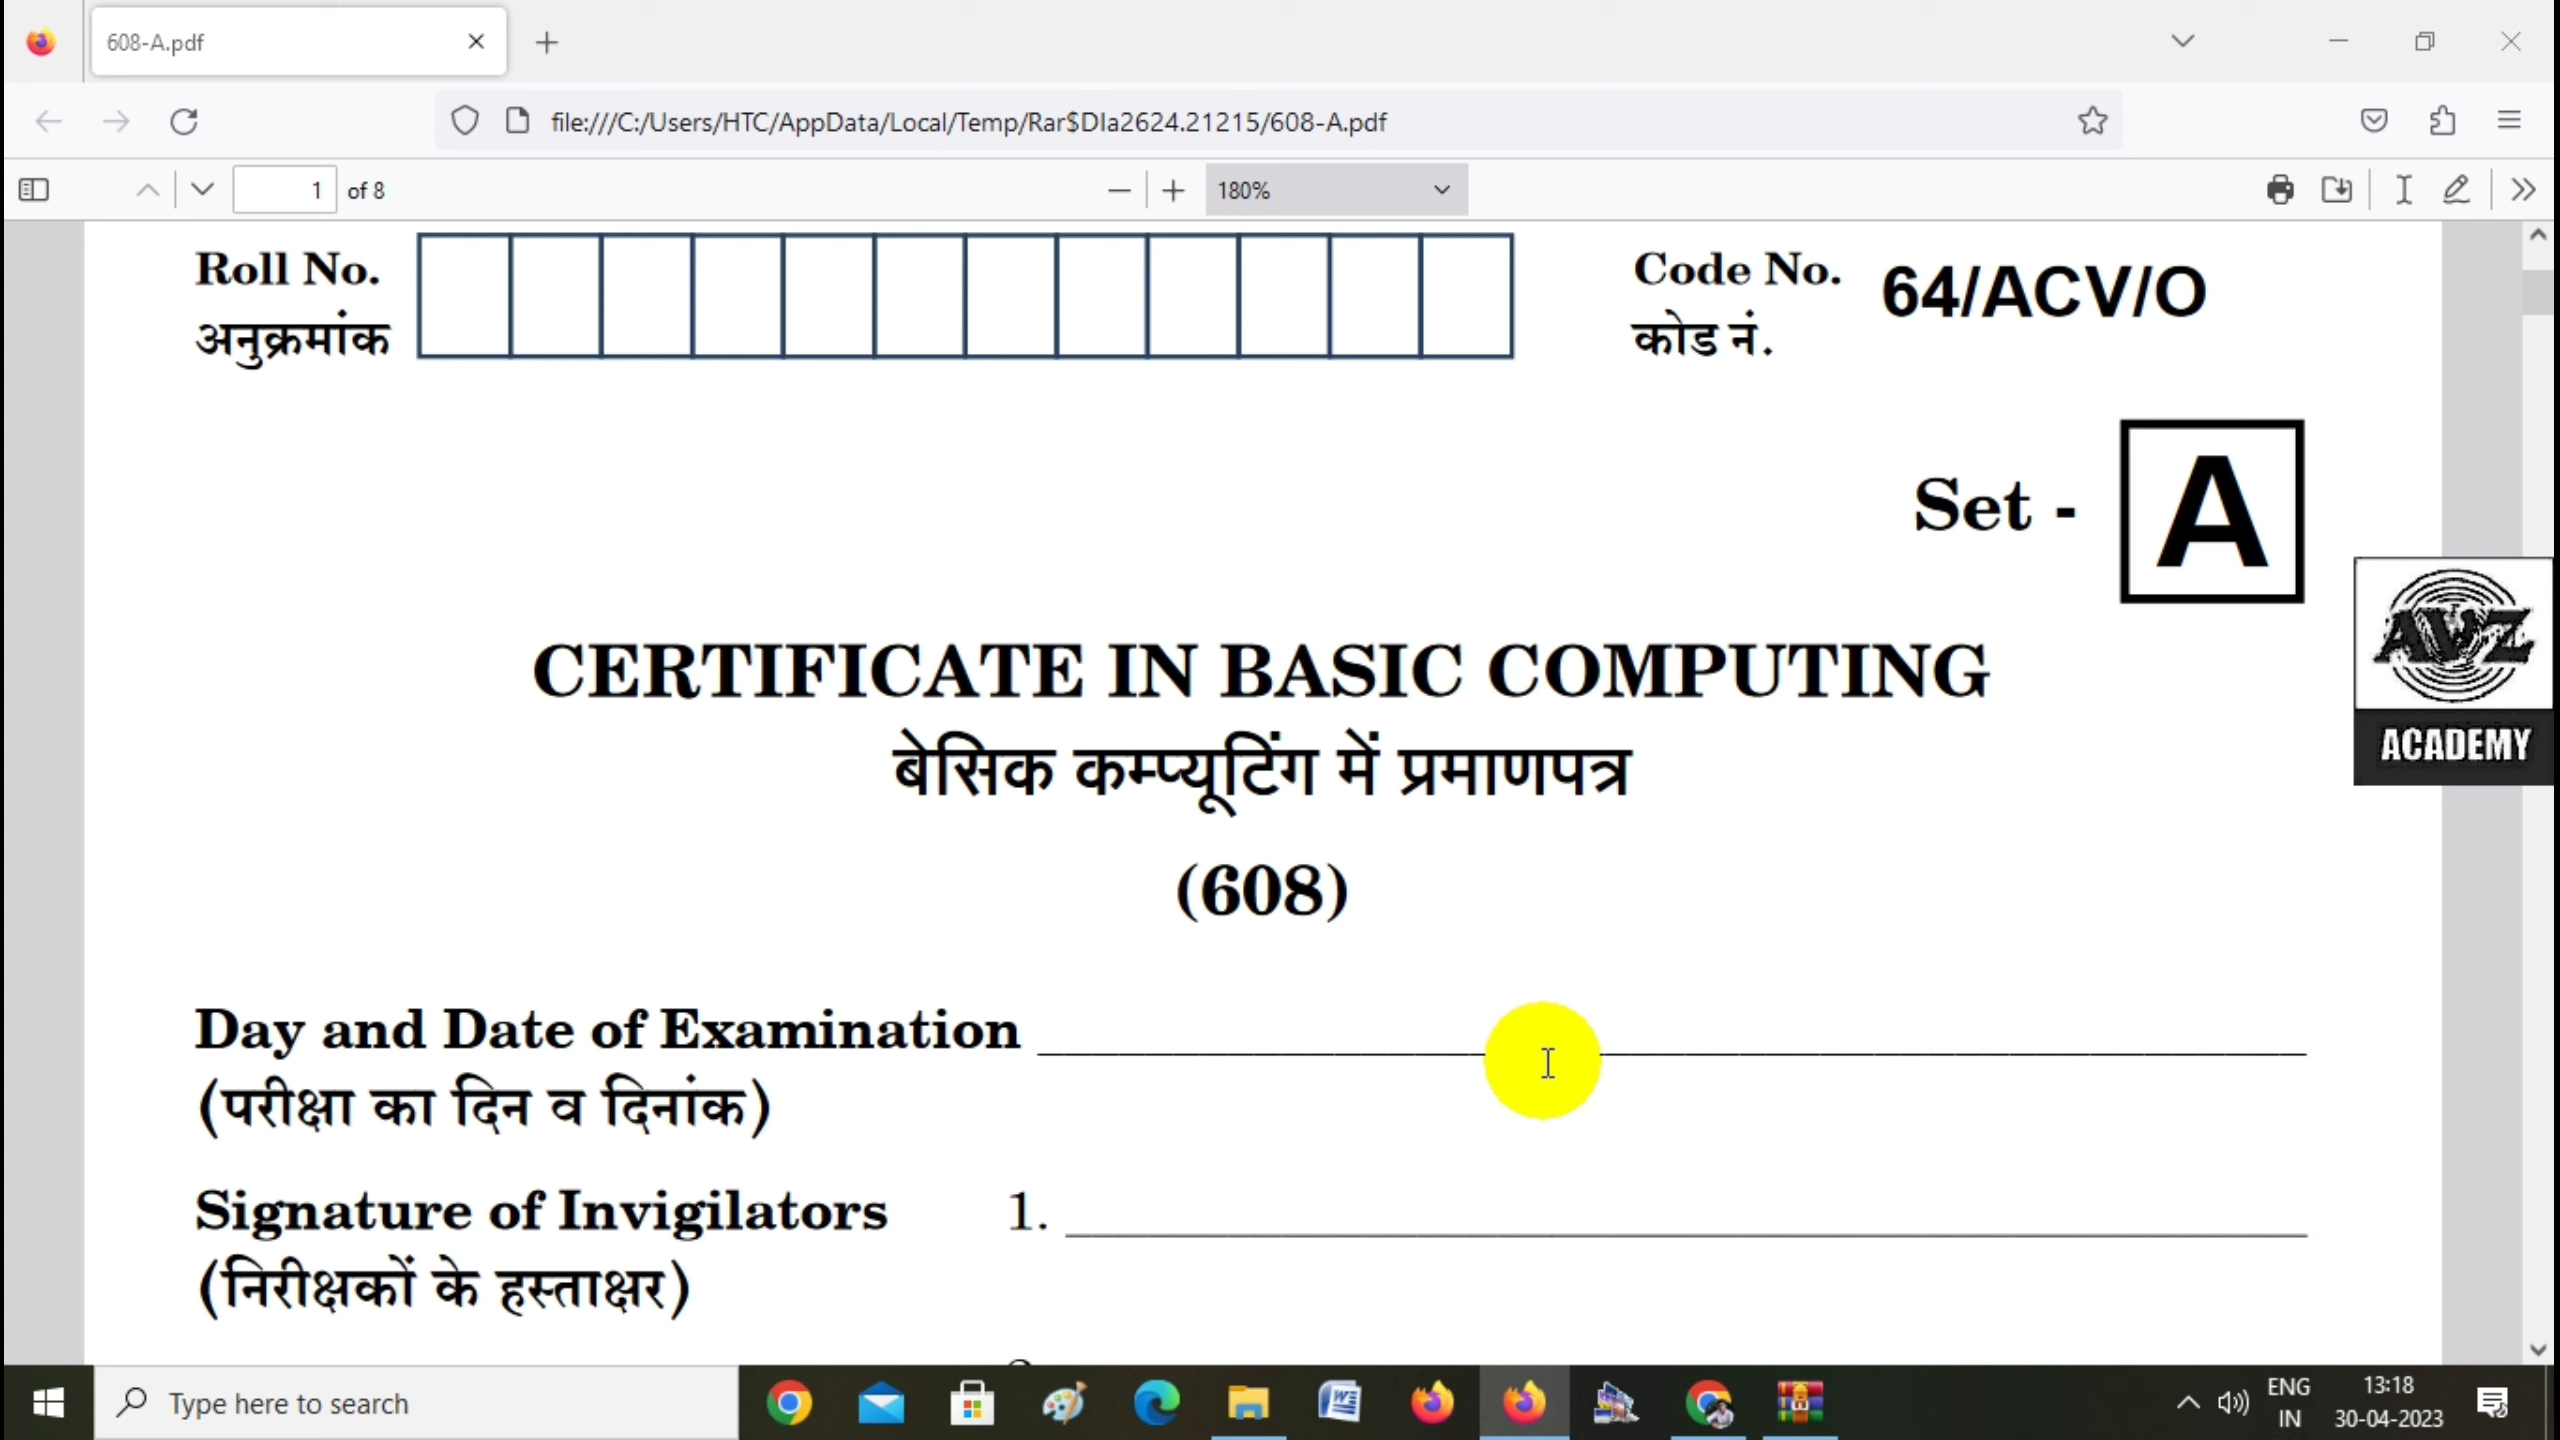 608-A.pdf
file:///C:/Users/HTC/AppData/Local/Temp/Rar$DIa2624.21215/608-A.pdf
1 of 8
180%
Roll No.
अनुक्रमांक
Code No. 64/ACV/O
कोड नं.
Set - A
AVZ
ACADEMY
CERTIFICATE IN BASIC COMPUTING
बेसिक कम्प्यूटिंग में प्रमाणपत्र
(608)
Day and Date of Examination
(परीक्षा का दिन व दिनांक)
Signature of Invigilators 1.
(निरीक्षकों के हस्ताक्षर)
Type here to search
ENG
IN
13:18
30-04-2023